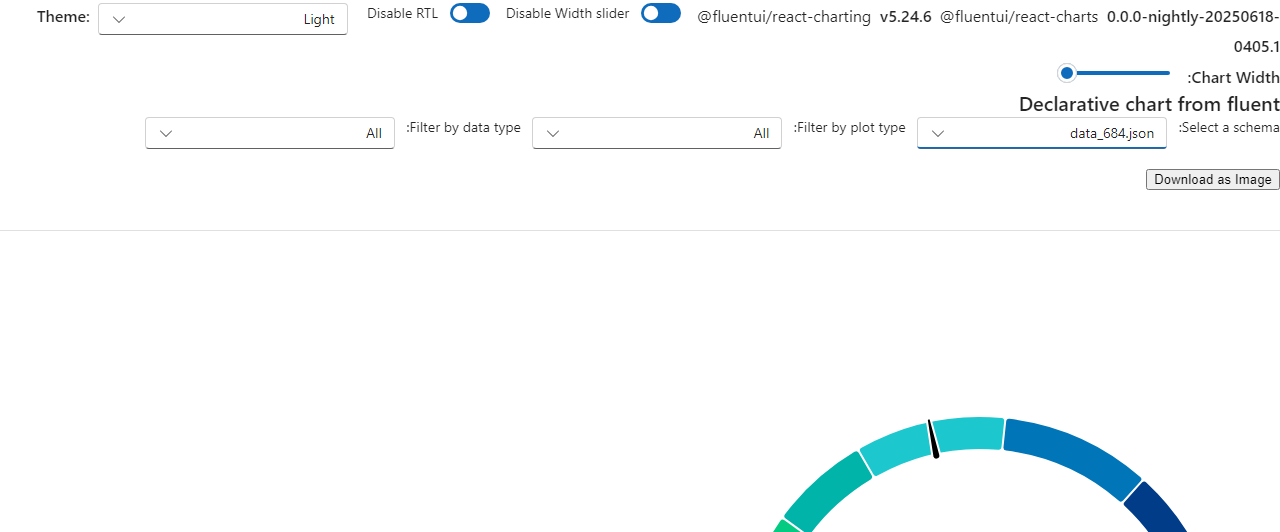 Theme: Light Disable RTL Disable Width slider @fluentui/react-charting v5.24.6 @fluentui/react-charts 0.0.0-nightly-20250618-
0405.1
:Chart Width
Declarative chart from fluent
All :Filter by data type All :Filter by plot type data_684.json :Select a schema
Download as Image